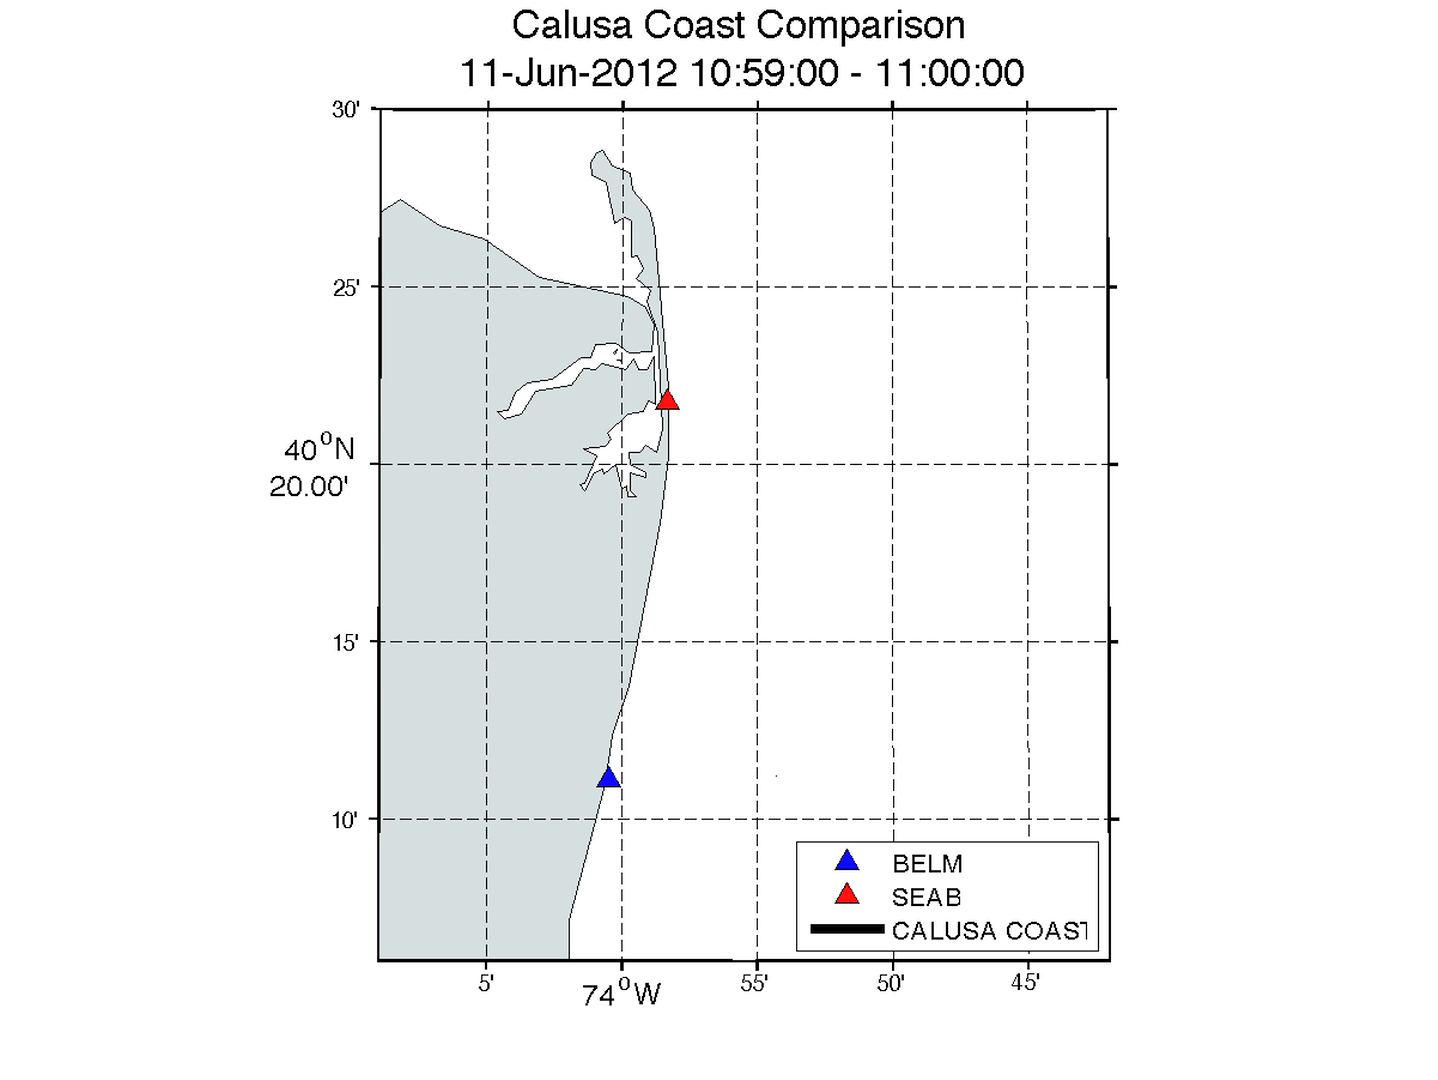 Calusa Coast Comparison
11-Jun-2012 10:59:00 - 11:00:00
30'
25'
40°N
20.00'
15'
10'
BELM
SEAB
CALUSA COAST
5'
74°W
55'
50'
45'